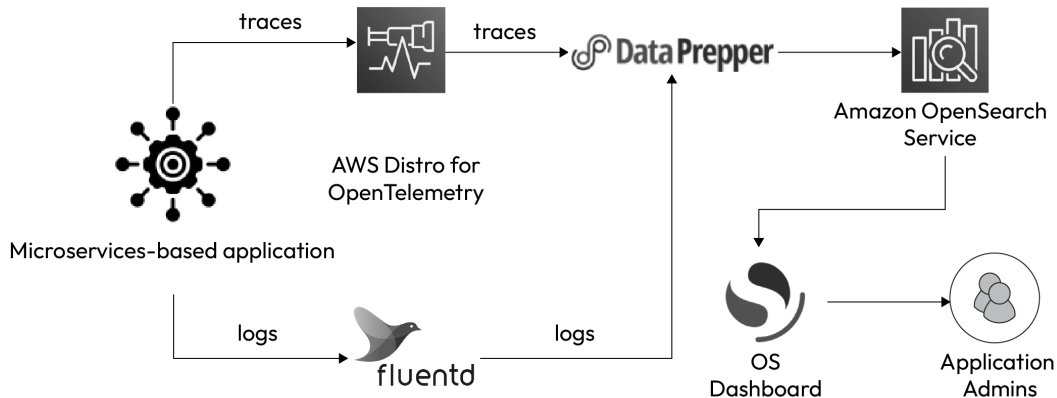 traces
traces
Data Prepper
Amazon OpenSearch
Service
AWS Distro for
OpenTelemetry
Microservices-based application
logs
fluentd
logs
OS
Dashboard
Application
Admins